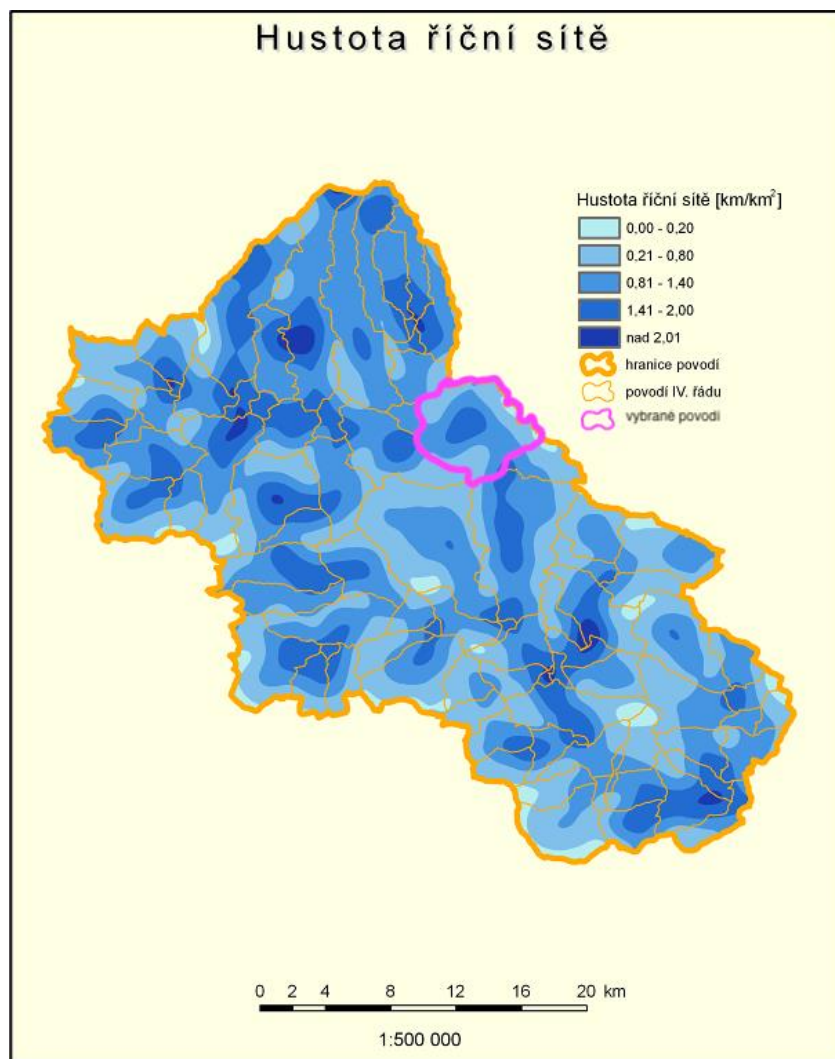 Hustota říční sítě
Hustota říční sítě [km/km²]
0,00 - 0,20
0,21 - 0,80
0,81 - 1,40
1,41 - 2,00
nad 2,01
hranice povodí
povodí IV. řádu
vybrané povodí
0 2 4 8 12 16 20 km
1:500 000